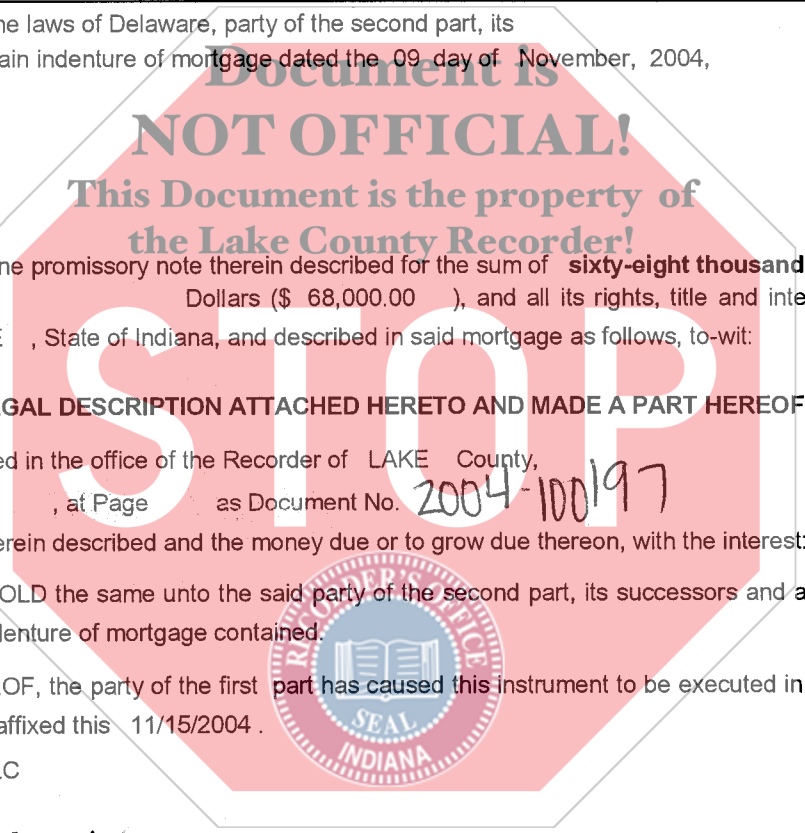 ne laws of Delaware, party of the second part, its
ain indenture of mortgage dated the 09 day of November, 2004,
Document is
NOT OFFICIAL!
This Document is the property of
the Lake County Recorder!
ne promissory note therein described for the sum of sixty-eight thousand
Dollars ($ 68,000.00 ), and all its rights, title and inte
E , State of Indiana, and described in said mortgage as follows, to-wit:
STOP
GAL DESCRIPTION ATTACHED HERETO AND MADE A PART HEREOF
ed in the office of the Recorder of LAKE County,
, at Page as Document No. 2004-100197
erein described and the money due or to grow due thereon, with the interest:
OLD the same unto the said party of the second part, its successors and a
denture of mortgage contained.
RECORDER'S OFFICE
SEAL
INDIANA
OF, the party of the first part has caused this instrument to be executed in
affixed this 11/15/2004 .
LC